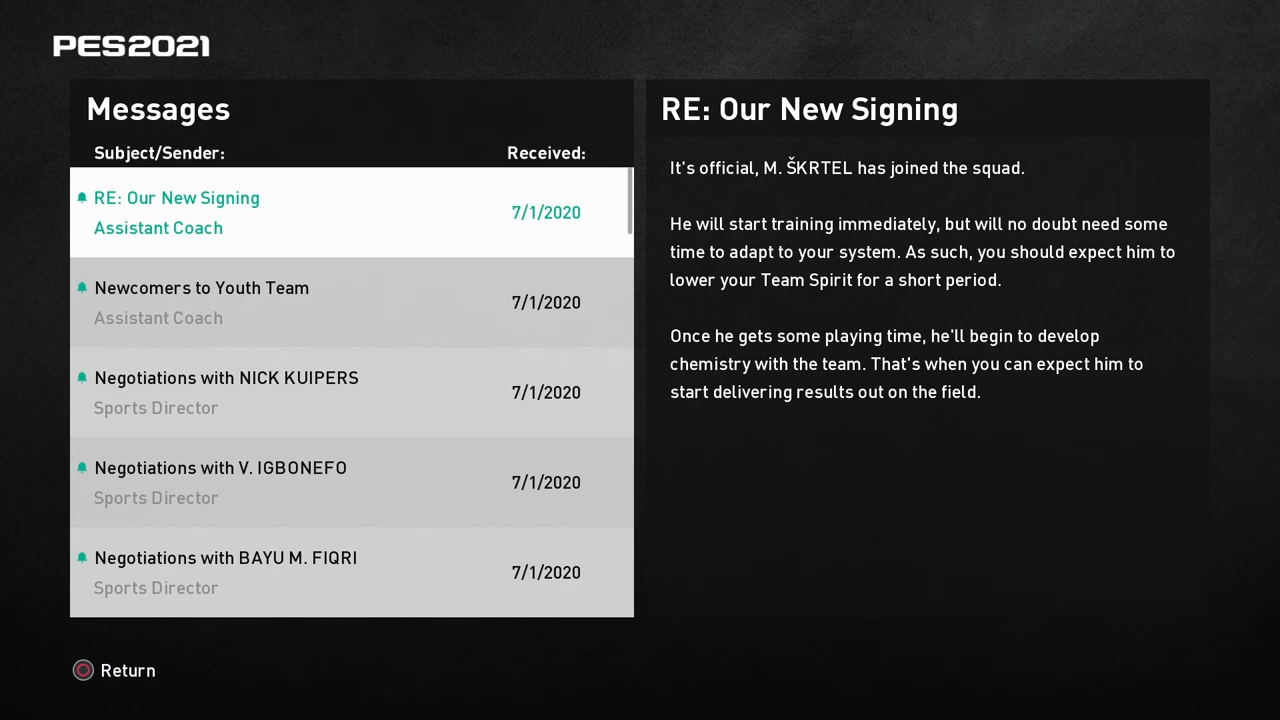 PES2021
Messages
Subject/Sender:
Received:
RE: Our New Signing
Assistant Coach
7/1/2020
Newcomers to Youth Team
Assistant Coach
7/1/2020
Negotiations with NICK KUIPERS
Sports Director
7/1/2020
Negotiations with V. IGBONEFO
Sports Director
7/1/2020
Negotiations with BAYU M. FIQRI
Sports Director
7/1/2020
RE: Our New Signing
It's official, M. ŠKRTEL has joined the squad.
He will start training immediately, but will no doubt need some
time to adapt to your system. As such, you should expect him to
lower your Team Spirit for a short period.
Once he gets some playing time, he'll begin to develop
chemistry with the team. That's when you can expect him to
start delivering results out on the field.
Return